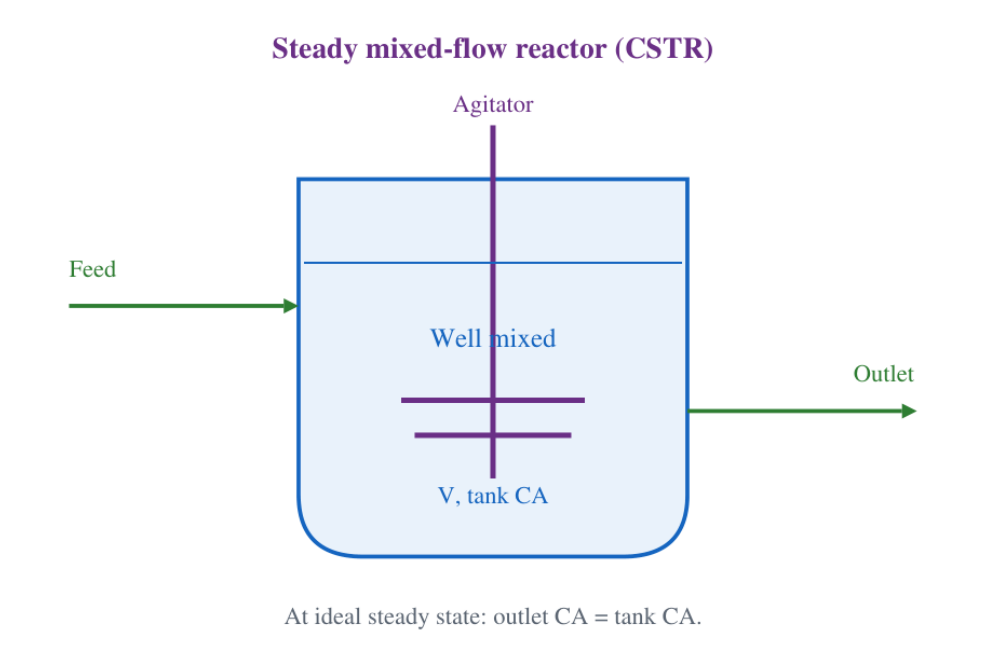 Steady mixed-flow reactor (CSTR)
Agitator
Feed
Well mixed
Outlet
V, tank CA
At ideal steady state: outlet CA = tank CA.